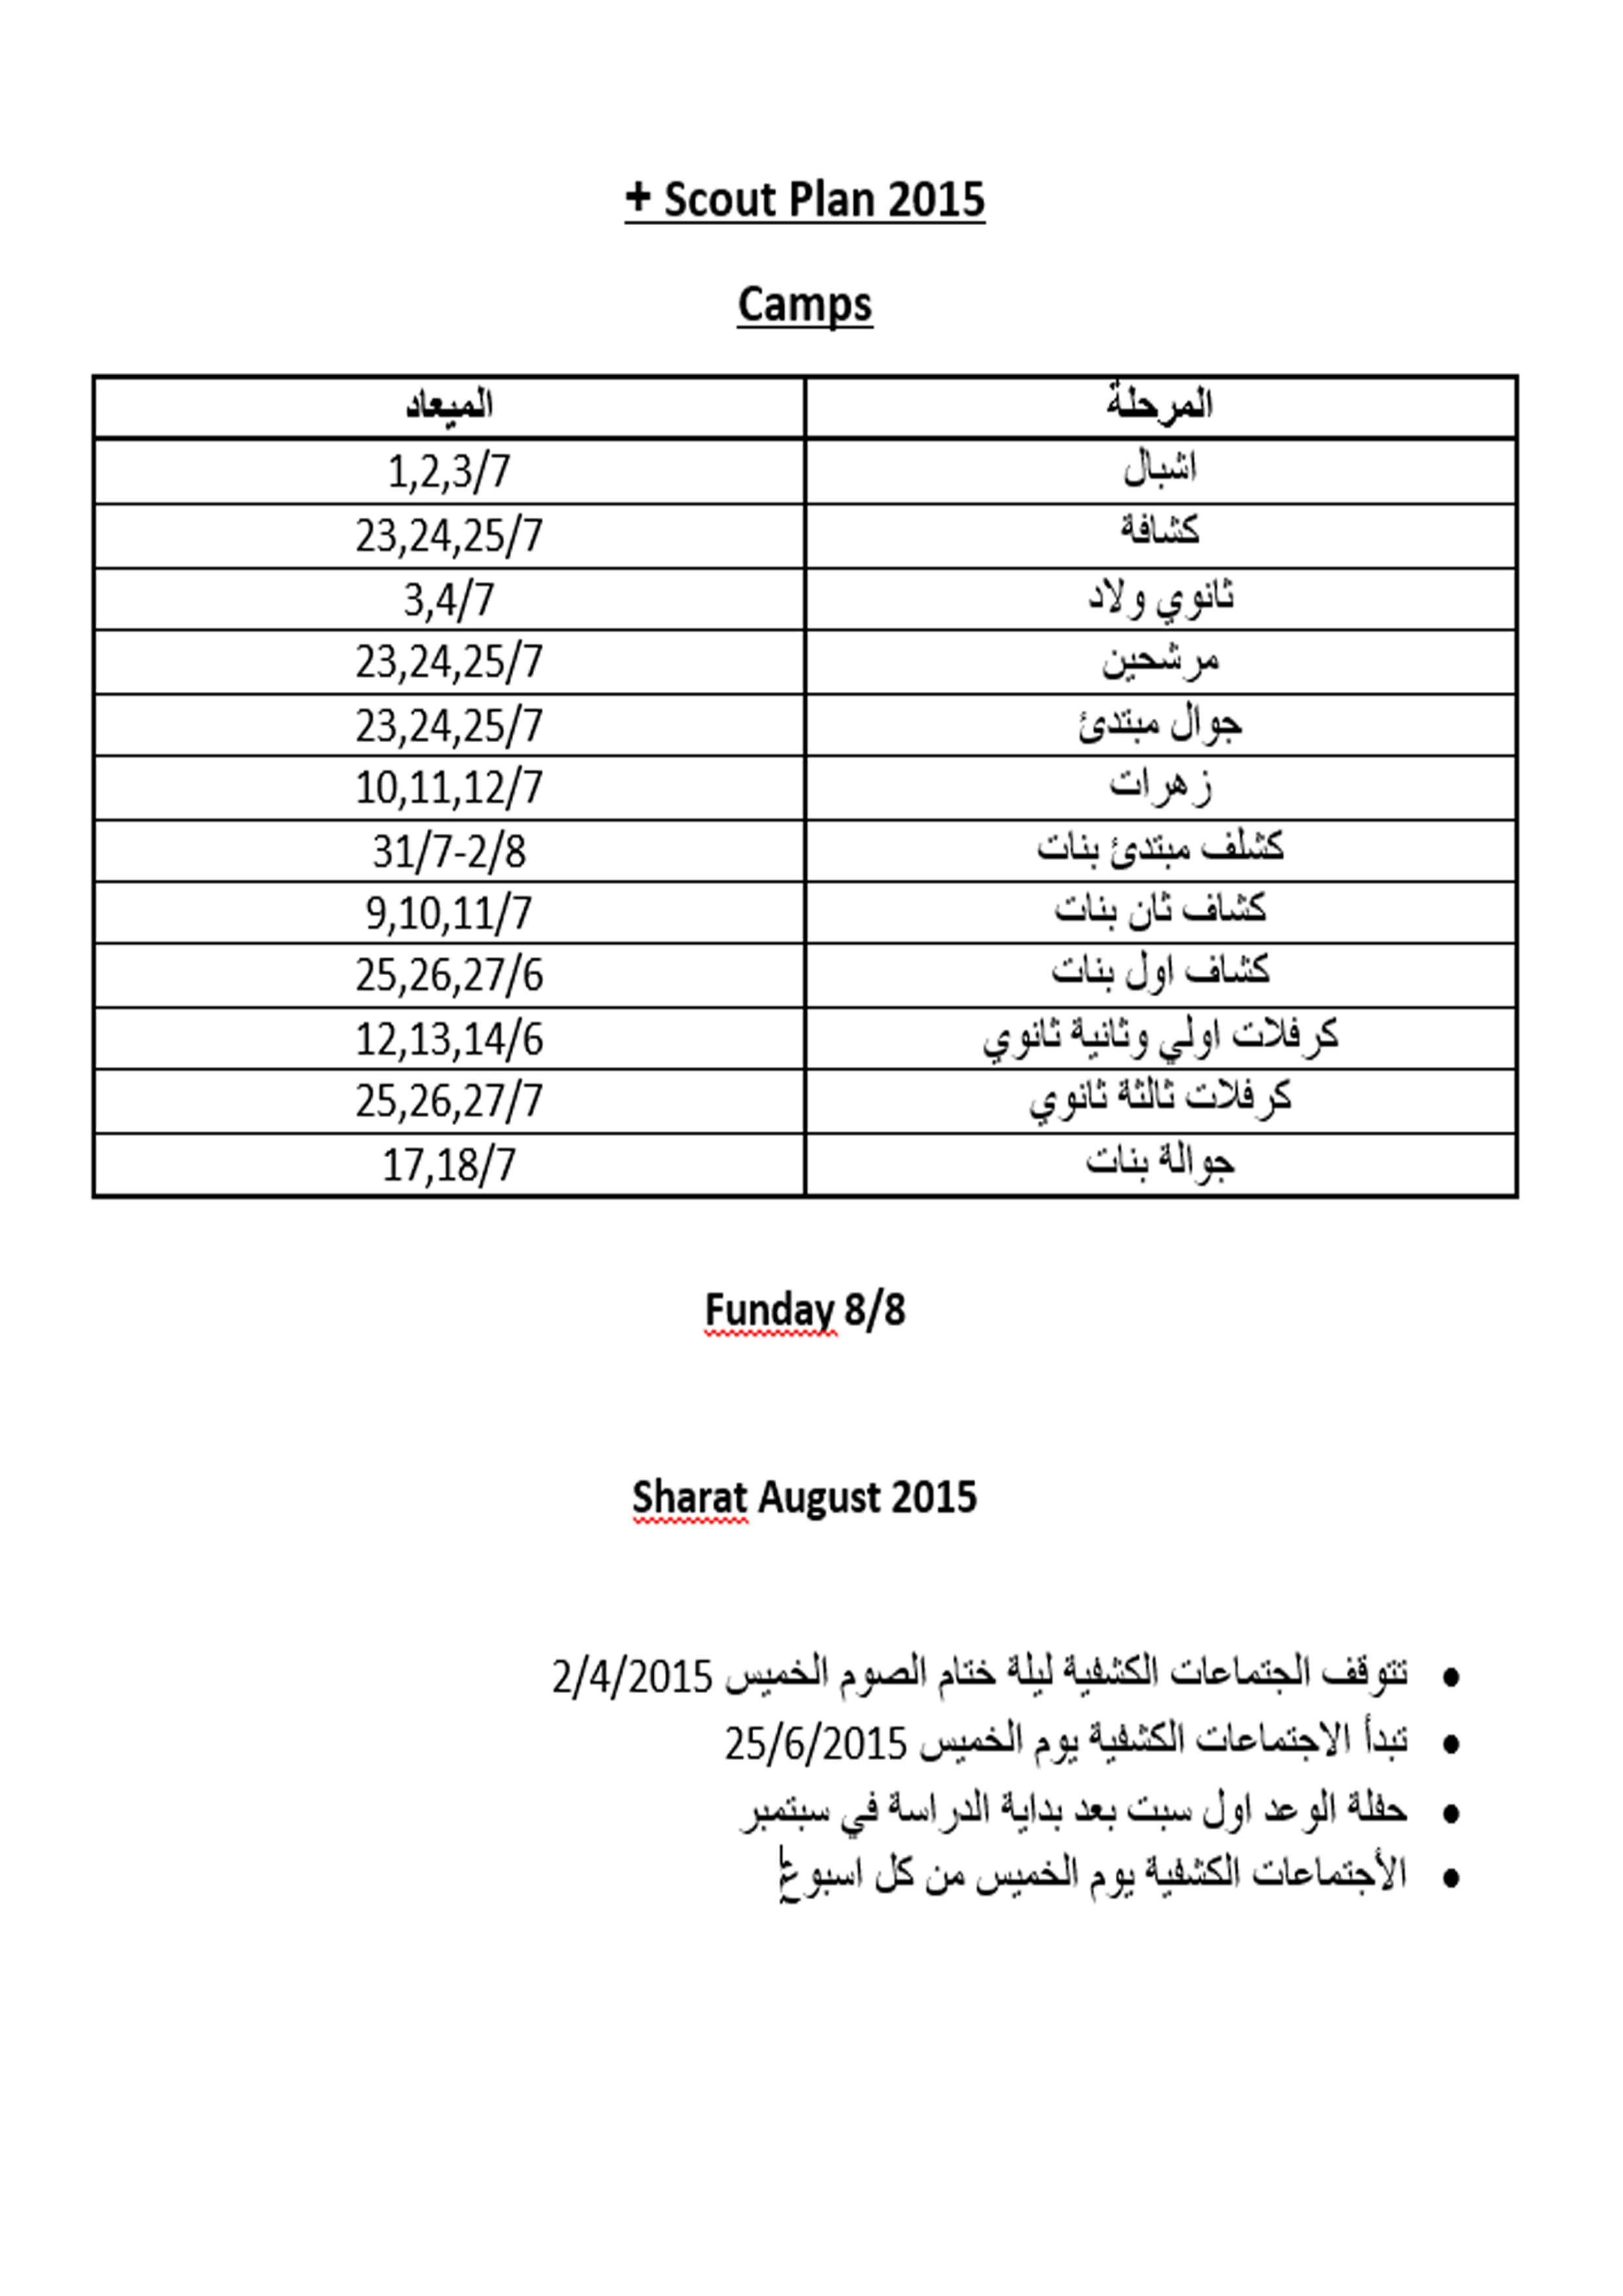 + Scout Plan 2015
Camps
المرحلة الميعاد
اشبال 1,2,3/7
كشافة 23,24,25/7
ثانوي ولاد 3,4/7
مرشحين 23,24,25/7
جوال مبتدئ 23,24,25/7
زهرات 10,11,12/7
كشلف مبتدئ بنات 31/7-2/8
كشاف ثان بنات 9,10,11/7
كشاف اول بنات 25,26,27/6
كرفلات اولي وثانية ثانوي 12,13,14/6
كرفلات ثالثة ثانوي 25,26,27/7
جوالة بنات 17,18/7
Funday 8/8
Sharat August 2015
• تتوقف الجتماعات الكشفية ليلة ختام الصوم الخميس 2/4/2015
• تبدأ الاجتماعات الكشفية يوم الخميس 25/6/2015
• حفلة الوعد اول سبت بعد بداية الدراسة في سبتمبر
• الأجتماعات الكشفية يوم الخميس من كل اسبوع